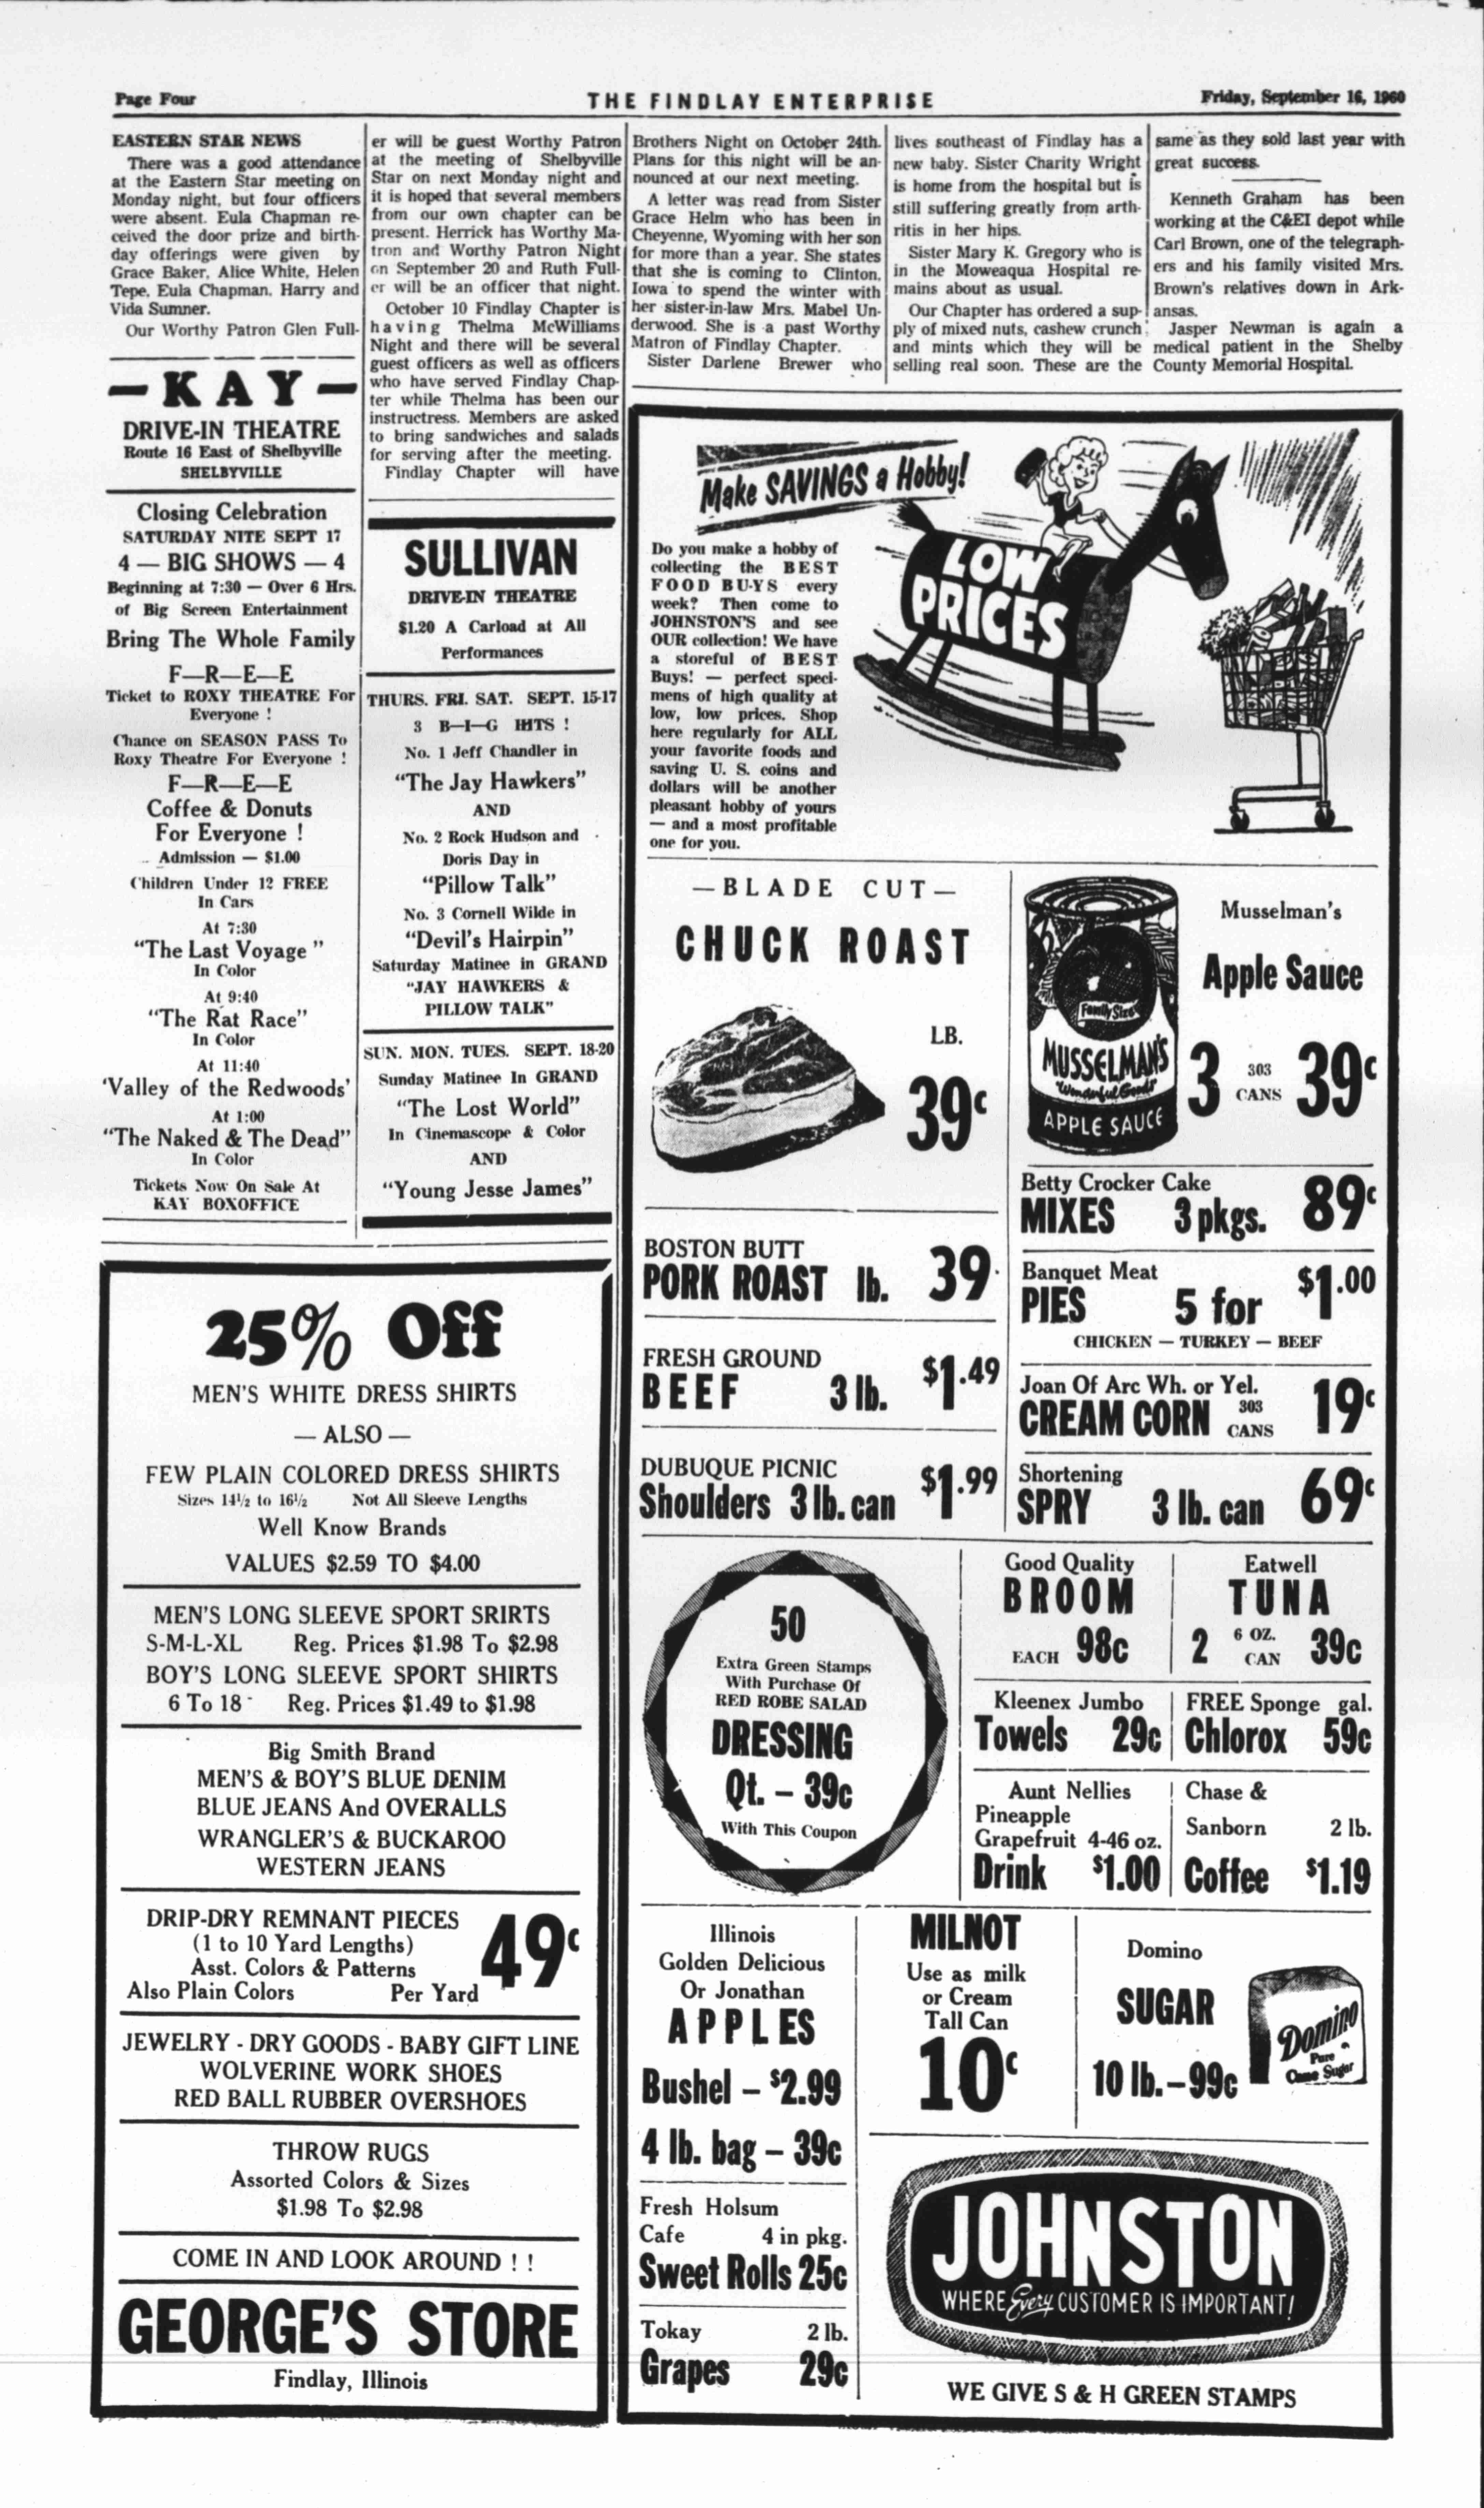 Page Four
THE FINDLAY ENTERPRISE
Friday, September 16, 1960
EASTERN STAR NEWS
There was a good attendance
at the Eastern Star meeting on
Monday night, but four officers
were absent. Eula Chapman re-
ceived the door prize and birth-
day offerings were given by
Grace Baker, Alice White, Helen
Tepe, Eula Chapman, Harry and
Vida Sumner.
Our Worthy Patron Glen Full-
er will be guest Worthy Patron
at the meeting of Shelbyville
Star on next Monday night and
it is hoped that several members
from our own chapter can be
present. Herrick has Worthy Ma-
tron and Worthy Patron Night
on September 20 and Ruth Full-
er will be an officer that night.
October 10 Findlay Chapter is
having Thelma McWilliams
Night and there will be several
guest officers as well as officers
who have served Findlay Chap-
ter while Thelma has been our
instructress. Members are asked
to bring sandwiches and salads
for serving after the meeting.
Findlay Chapter will have
Brothers Night on October 24th.
Plans for this night will be an-
nounced at our next meeting.
A letter was read from Sister
Grace Helm who has been in
Cheyenne, Wyoming with her son
for more than a year. She states
that she is coming to Clinton,
Iowa to spend the winter with
her sister-in-law Mrs. Mabel Un-
derwood. She is a past Worthy
Matron of Findlay Chapter.
Sister Darlene Brewer who
lives southeast of Findlay has a
new baby. Sister Charity Wright
is home from the hospital but is
still suffering greatly from arth-
ritis in her hips.
Sister Mary K. Gregory who is
in the Moweaqua Hospital re-
mains about as usual.
Our Chapter has ordered a sup-
ply of mixed nuts, cashew crunch
and mints which they will be
selling real soon. These are the
same as they sold last year with
great success.
Kenneth Graham has been
working at the C&EI depot while
Carl Brown, one of the telegraph-
ers and his family visited Mrs.
Brown's relatives down in Ark-
ansas.
Jasper Newman is again a
medical patient in the Shelby
County Memorial Hospital.
—KAY—
DRIVE-IN THEATRE
Route 16 East of Shelbyville
SHELBYVILLE
Closing Celebration
SATURDAY NITE SEPT 17
4 — BIG SHOWS — 4
Beginning at 7:30 — Over 6 Hrs.
of Big Screen Entertainment
Bring The Whole Family
F—R—E—E
Ticket to ROXY THEATRE For
Everyone !
Chance on SEASON PASS To
Roxy Theatre For Everyone !
F—R—E—E
Coffee & Donuts
For Everyone !
Admission — $1.00
Children Under 12 FREE
In Cars
At 7:30
"The Last Voyage "
In Color
At 9:40
"The Rat Race"
In Color
At 11:40
'Valley of the Redwoods'
At 1:00
"The Naked & The Dead"
In Color
Tickets Now On Sale At
KAY BOXOFFICE
SULLIVAN
DRIVE-IN THEATRE
$1.20 A Carload at All
Performances
THURS. FRI. SAT. SEPT. 15-17
3 B—I—G HITS !
No. 1 Jeff Chandler in
"The Jay Hawkers"
AND
No. 2 Rock Hudson and
Doris Day in
"Pillow Talk"
No. 3 Cornell Wilde in
"Devil's Hairpin"
Saturday Matinee in GRAND
"JAY HAWKERS &
PILLOW TALK"
SUN. MON. TUES. SEPT. 18-20
Sunday Matinee In GRAND
"The Lost World"
In Cinemascope & Color
AND
"Young Jesse James"
25% Off
MEN'S WHITE DRESS SHIRTS
— ALSO —
FEW PLAIN COLORED DRESS SHIRTS
Sizes 14½ to 16½ Not All Sleeve Lengths
Well Know Brands
VALUES $2.59 TO $4.00
MEN'S LONG SLEEVE SPORT SRIRTS
S-M-L-XL Reg. Prices $1.98 To $2.98
BOY'S LONG SLEEVE SPORT SHIRTS
6 To 18 Reg. Prices $1.49 to $1.98
Big Smith Brand
MEN'S & BOY'S BLUE DENIM
BLUE JEANS And OVERALLS
WRANGLER'S & BUCKAROO
WESTERN JEANS
DRIP-DRY REMNANT PIECES
(1 to 10 Yard Lengths)
Asst. Colors & Patterns
Also Plain Colors Per Yard
49c
JEWELRY - DRY GOODS - BABY GIFT LINE
WOLVERINE WORK SHOES
RED BALL RUBBER OVERSHOES
THROW RUGS
Assorted Colors & Sizes
$1.98 To $2.98
COME IN AND LOOK AROUND ! !
GEORGE'S STORE
Findlay, Illinois
Make SAVINGS a Hobby!
LOW
PRICES
Do you make a hobby of
collecting the BEST
FOOD BUYS every
week? Then come to
JOHNSTON'S and see
OUR collection! We have
a storeful of BEST
Buys! — perfect speci-
mens of high quality at
low, low prices. Shop
here regularly for ALL
your favorite foods and
saving U. S. coins and
dollars will be another
pleasant hobby of yours
— and a most profitable
one for you.
—BLADE CUT—
CHUCK ROAST
LB.
39c
Family Size
MUSSELMAN'S
"Wonderful Goods"
APPLE SAUCE
Musselman's
Apple Sauce
3 303 CANS 39c
BOSTON BUTT
PORK ROAST lb. 39
FRESH GROUND
BEEF 3 lb. $1.49
DUBUQUE PICNIC
Shoulders 3 lb. can $1.99
Betty Crocker Cake
MIXES 3 pkgs. 89c
Banquet Meat
PIES 5 for $1.00
CHICKEN — TURKEY — BEEF
Joan Of Arc Wh. or Yel.
CREAM CORN 303 CANS 19c
Shortening
SPRY 3 lb. can 69c
50
Extra Green Stamps
With Purchase Of
RED ROBE SALAD
DRESSING
Qt. – 39c
With This Coupon
Good Quality
BROOM
EACH 98c
Eatwell
TUNA
2 6 OZ. CAN 39c
Kleenex Jumbo
Towels 29c
FREE Sponge gal.
Chlorox 59c
Aunt Nellies
Pineapple
Grapefruit 4-46 oz.
Drink $1.00
Chase &
Sanborn 2 lb.
Coffee $1.19
Illinois
Golden Delicious
Or Jonathan
APPLES
Bushel – $2.99
4 lb. bag – 39c
MILNOT
Use as milk
or Cream
Tall Can
10c
Domino
SUGAR
10 lb.–99c
Domino
Pure
Cane Sugar
Fresh Holsum
Cafe 4 in pkg.
Sweet Rolls 25c
Tokay 2 lb.
Grapes 29c
JOHNSTON
WHERE Every CUSTOMER IS IMPORTANT!
WE GIVE S & H GREEN STAMPS